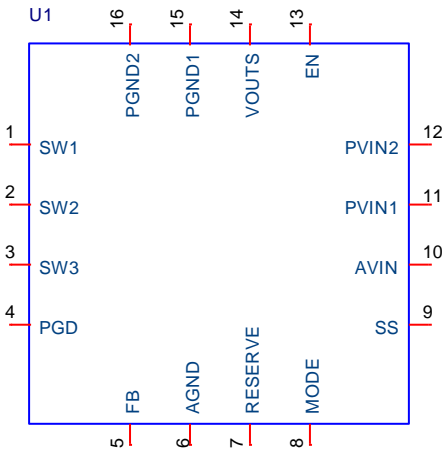 U1
16
15
14
13
PGND2
PGND1
VOUTS
EN
1
SW1
PVIN2
12
2
SW2
PVIN1
11
3
SW3
AVIN
10
4
PGD
SS
9
FB
AGND
RESERVE
MODE
5
6
7
8